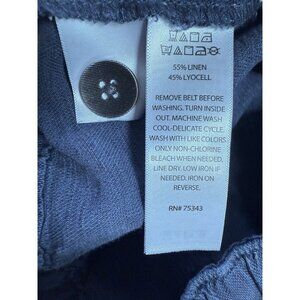 55% LINEN
45% LYOCELL
REMOVE BELT BEFORE
WASHING. TURN INSIDE
OUT. MACHINE WASH
COOL-DELICATE CYCLE.
WASH WITH LIKE COLORS
ONLY NON-CHLORINE
BLEACH WHEN NEEDED.
LINE DRY. LOW IRON IF
NEEDED. IRON ON
REVERSE.
RN# 75343